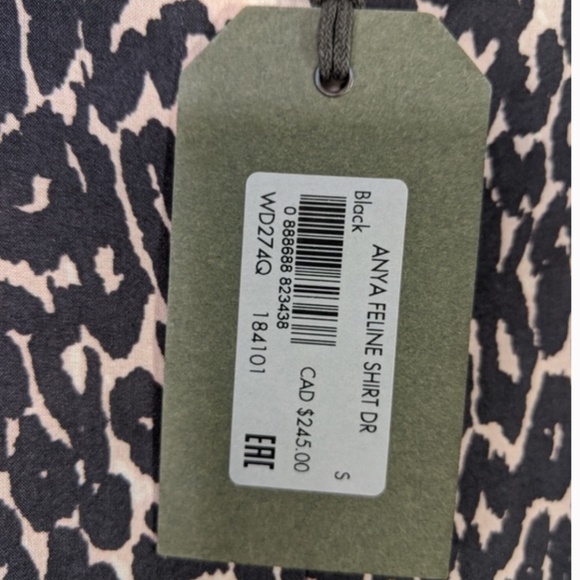 ANYA FELINE SHIRT DR
Black S
0 888688 823438
CAD $245.00
WD274Q 184101
EAC